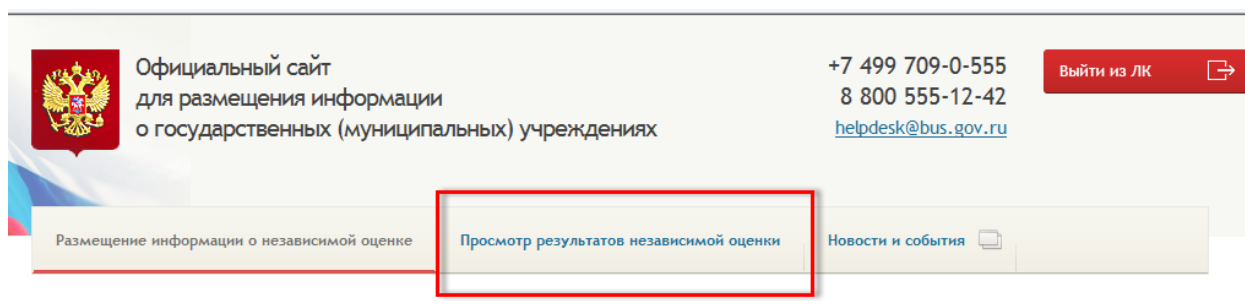 Официальный сайт
для размещения информации
о государственных (муниципальных) учреждениях
+7 499 709-0-555
8 800 555-12-42
helpdesk@bus.gov.ru
Выйти из ЛК
Размещение информации о независимой оценке
Просмотр результатов независимой оценки
Новости и события